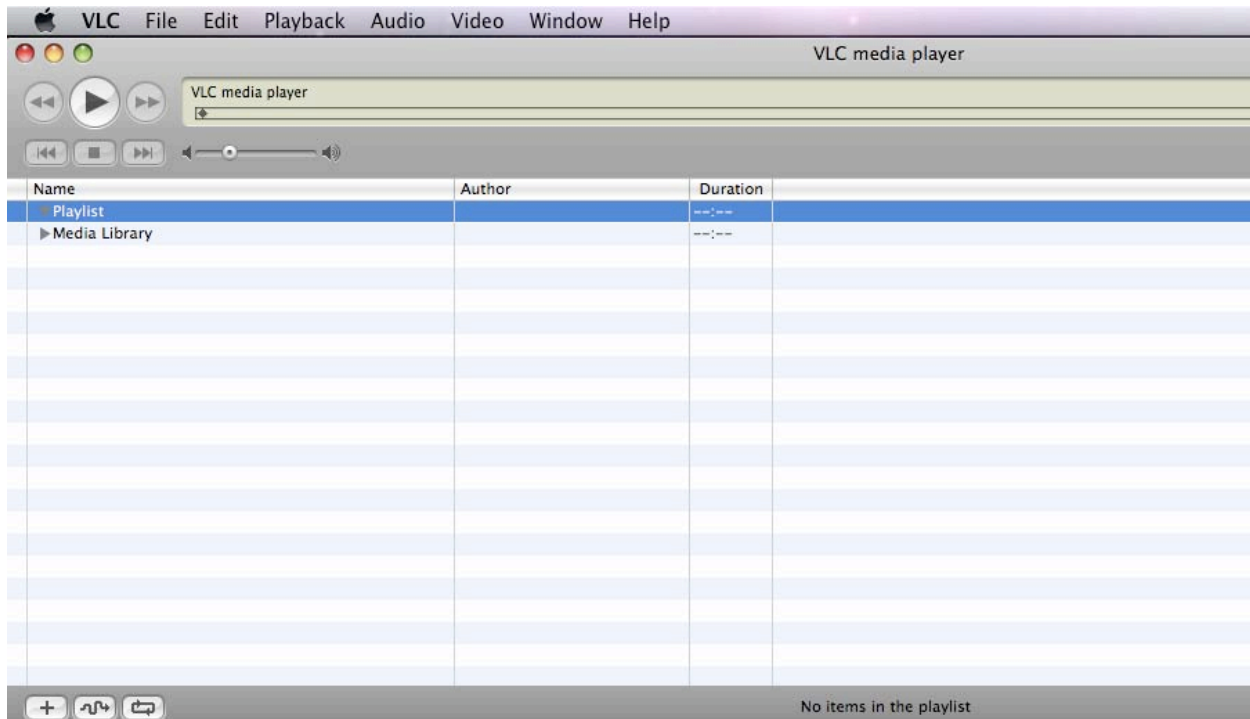 VLC File Edit Playback Audio Video Window Help
VLC media player
VLC media player
Name Author Duration
Playlist --:--
Media Library --:--
No items in the playlist